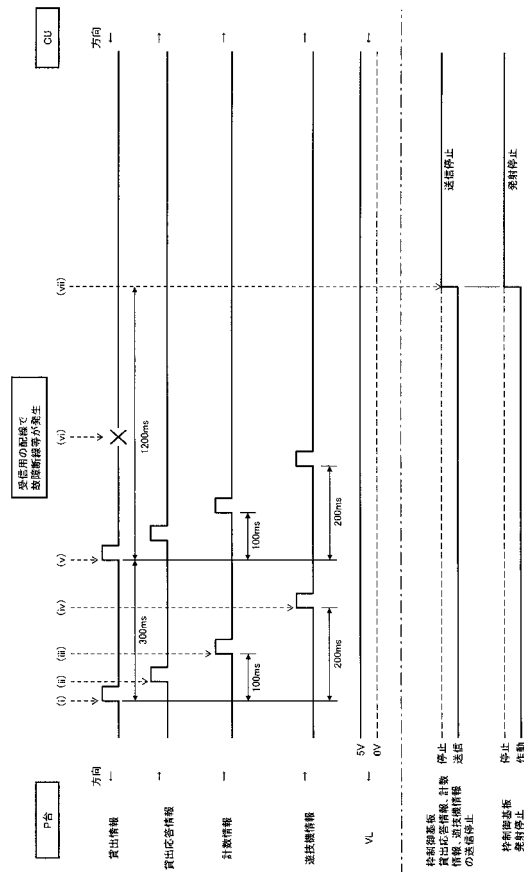 P台
CU
受信用の配線で
故障断線等が発生
(i)
(ii)
(iii)
(iv)
(v)
(vi)
(vii)
方向
方向
貸出情報
←
←
300ms
1200ms
貸出応答情報
→
→
計数情報
→
→
100ms
100ms
遊技機情報
→
→
200ms
200ms
VL
←
5V
0V
←
枠制御基板
貸出応答情報、計数
情報、遊技機情報
の送信停止
停止
送信
送信停止
枠制御基板
発射停止
停止
作動
発射停止